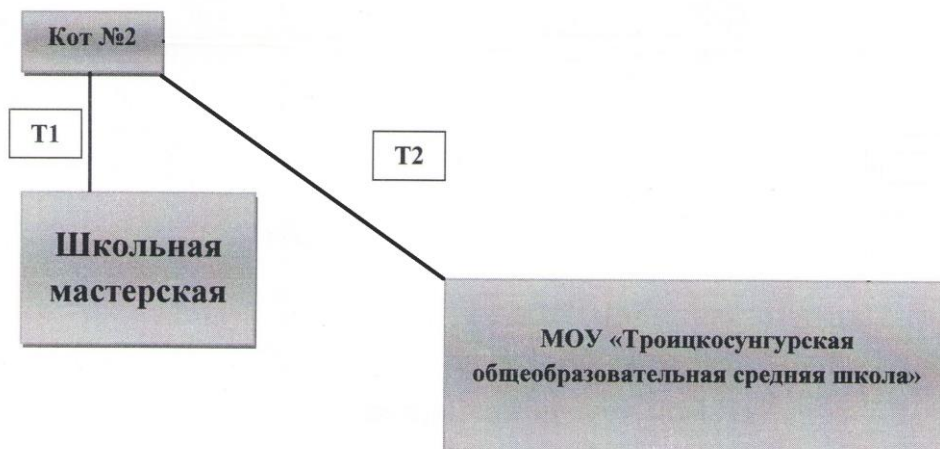 Кот №2
Т1
Т2
Школьная
мастерская
МОУ «Троицкосунгурская
общеобразовательная средняя школа»